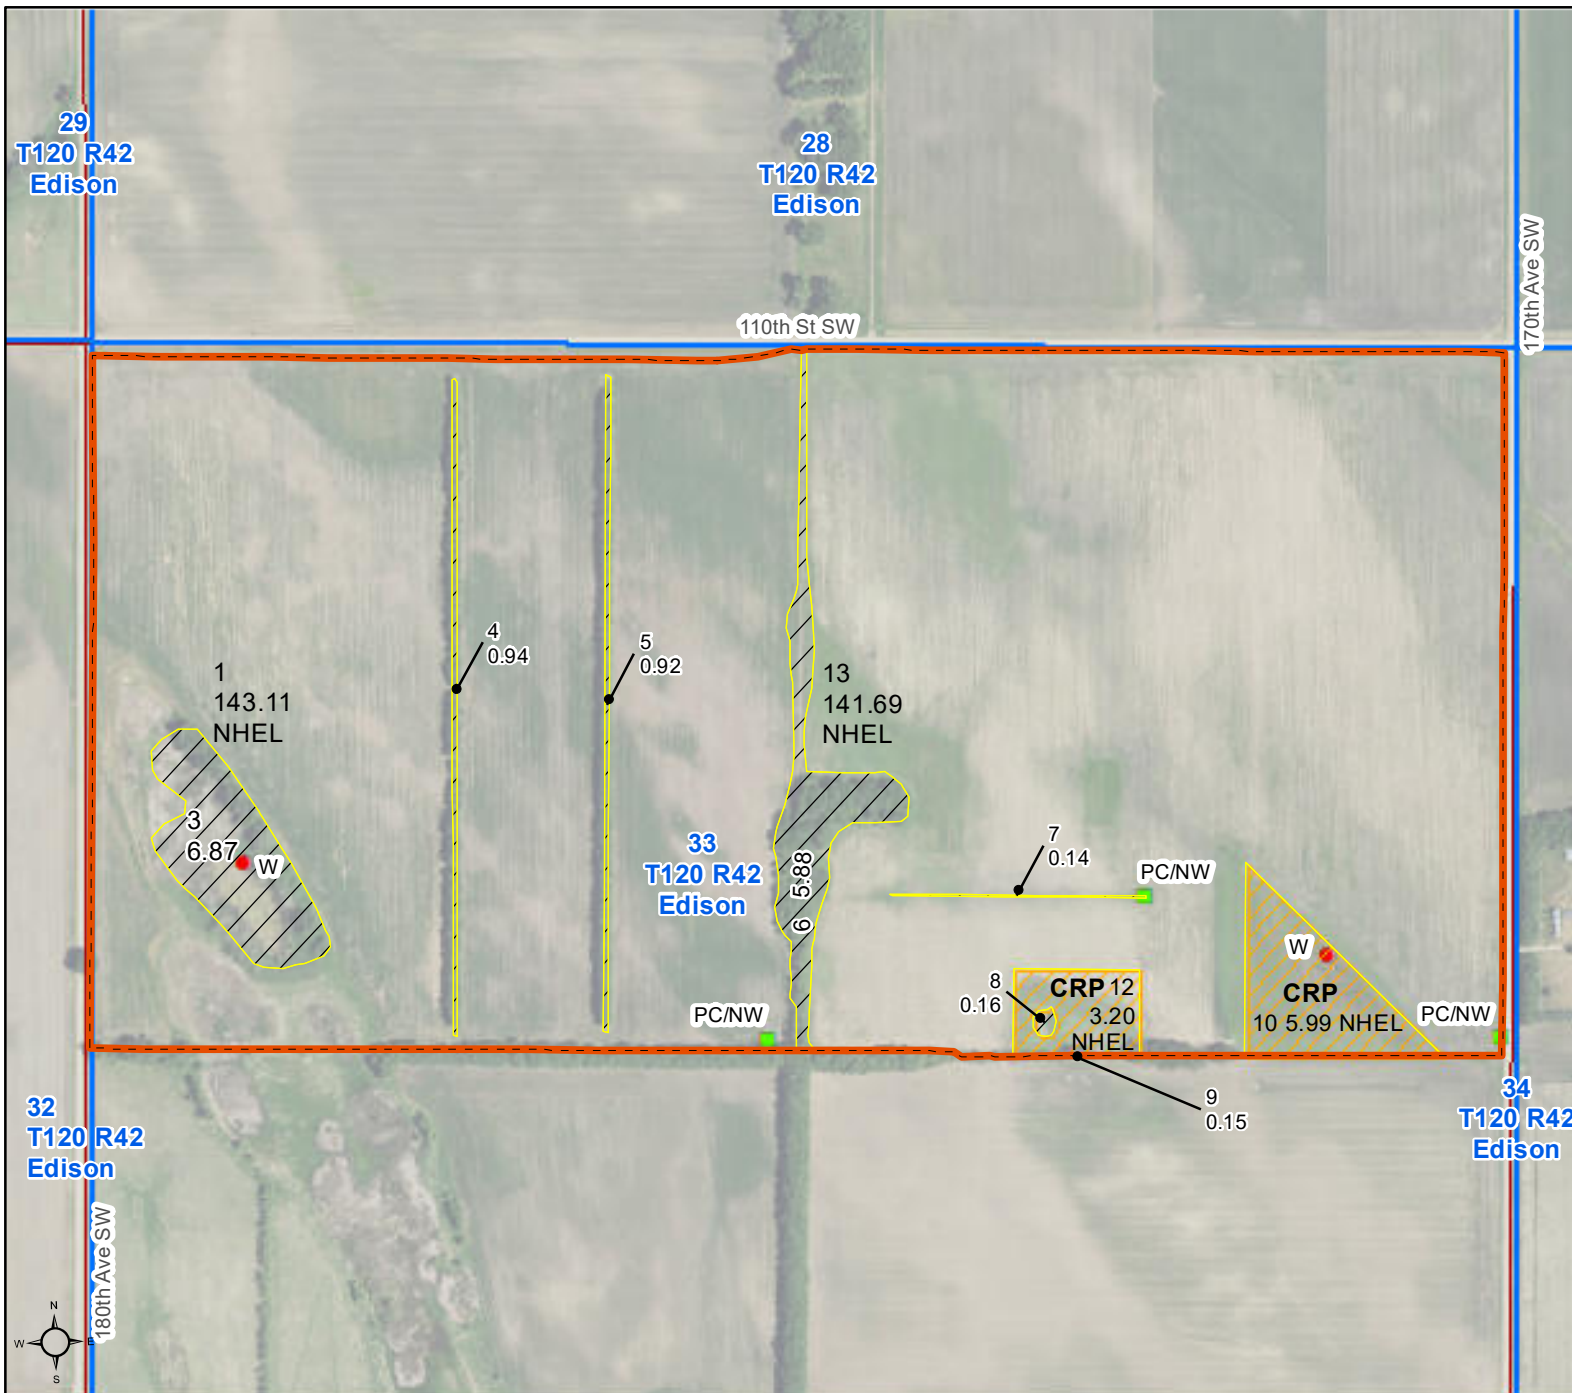 29
T120 R42
Edison
28
T120 R42
Edison
170th Ave SW
110th St SW
4
0.94
5
0.92
1
143.11
NHEL
13
141.69
NHEL
3
6.87
W
33
T120 R42
Edison
6 5.88
7
0.14
PC/NW
W
CRP
10 5.99 NHEL
8
0.16
CRP 12
3.20
NHEL
PC/NW
PC/NW
9
0.15
32
T120 R42
Edison
34
T120 R42
Edison
180th Ave SW
N
W
E
S